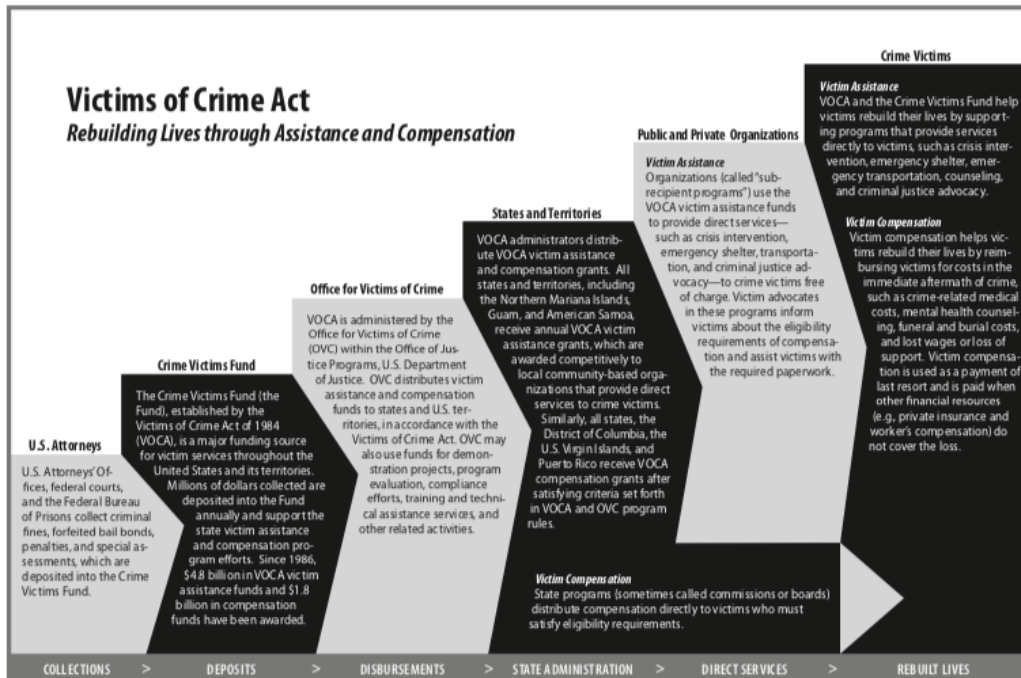 Victims of Crime Act
Rebuilding Lives through Assistance and Compensation
U.S. Attorneys
U.S. Attorneys' Of-
fices, federal courts,
and the Federal Bureau
of Prisons collect criminal
fines, forfeited bail bonds,
penalties, and special as-
sessments, which are
deposited into the Crime
Victims Fund.
Crime Victims Fund
The Crime Victims Fund (the
Fund), established by the
Victims of Crime Act of 1984
(VOCA), is a major funding source
for victim services throughout the
United States and its territories.
Millions of dollars collected are
deposited into the Fund
annually and support the
state victim assistance
and compensation pro-
gram efforts. Since 1986,
$4.8 billion in VOCA victim
assistance funds and $1.8
billion in compensation
funds have been awarded.
Office for Victims of Crime
VOCA is administered by the
Office for Victims of Crime
(OVC) within the Office of Jus-
tice Programs, U.S. Department
of Justice. OVC distributes victim
assistance and compensation
funds to states and U.S. ter-
ritories, in accordance with the
Victims of Crime Act. OVC may
also use funds for demon-
stration projects, program
evaluation, compliance
efforts, training and techni-
cal assistance services, and
other related activities.
States and Territories
VOCA administrators distrib-
ute VOCA victim assistance
and compensation grants. All
states and territories, including
the Northern Mariana Islands,
Guam, and American Samoa,
receive annual VOCA victim
assistance grants, which are
awarded competitively to
local community-based orga-
nizations that provide direct
services to crime victims.
Similarly, all states, the
District of Columbia, the
U.S. Virgin Islands, and
Puerto Rico receive VOCA
compensation grants after
satisfying criteria set forth
in VOCA and OVC program
rules.
Victim Compensation
State programs (sometimes called commissions or boards)
distribute compensation directly to victims who must
satisfy eligibility requirements.
Public and Private Organizations
Victim Assistance
Organizations (called "sub-
recipient programs") use the
VOCA victim assistance funds
to provide direct services—
such as crisis intervention,
emergency shelter, transporta-
tion, and criminal justice ad-
vocacy—to crime victims free
of charge. Victim advocates
in these programs inform
victims about the eligibility
requirements of compensa-
tion and assist victims with
the required paperwork.
Crime Victims
Victim Assistance
VOCA and the Crime Victims Fund help
victims rebuild their lives by support-
ing programs that provide services
directly to victims, such as crisis inter-
vention, emergency shelter, emer-
gency transportation, counseling,
and criminal justice advocacy.
Victim Compensation
Victim compensation helps vic-
tims rebuild their lives by reim-
bursing victims for costs in the
immediate aftermath of crime,
such as crime-related medical
costs, mental health counsel-
ing, funeral and burial costs,
and lost wages or loss of
support. Victim compensa-
tion is used as a payment of
last resort and is paid when
other financial resources
(e.g., private insurance and
worker's compensation) do
not cover the loss.
COLLECTIONS > DEPOSITS > DISBURSEMENTS > STATE ADMINISTRATION > DIRECT SERVICES > REBUILT LIVES